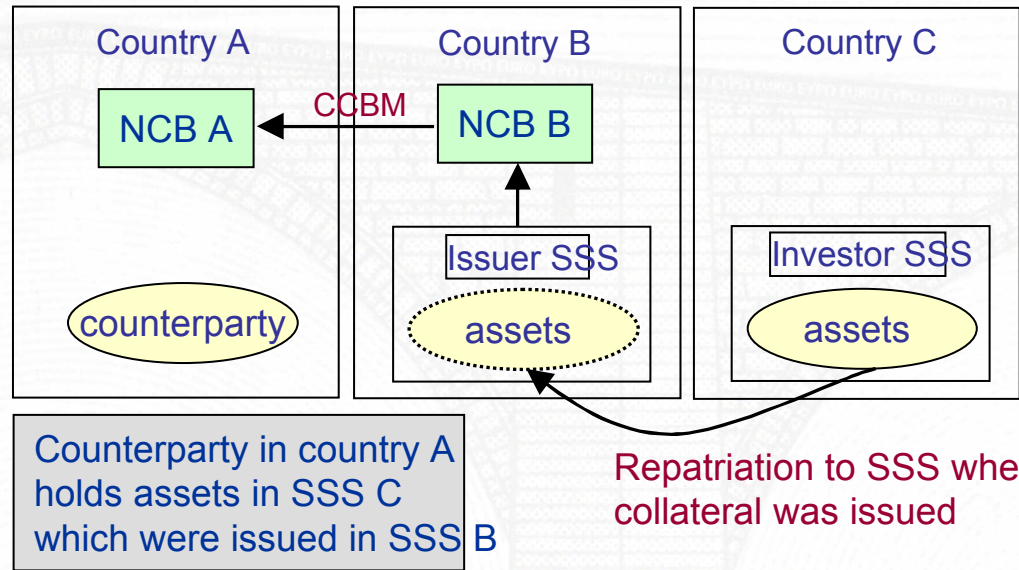 Country A
Country B
Country C
NCB A
CCBM
NCB B
Issuer SSS
Investor SSS
counterparty
assets
assets
Counterparty in country A
holds assets in SSS C
which were issued in SSS B
Repatriation to SSS whe
collateral was issued